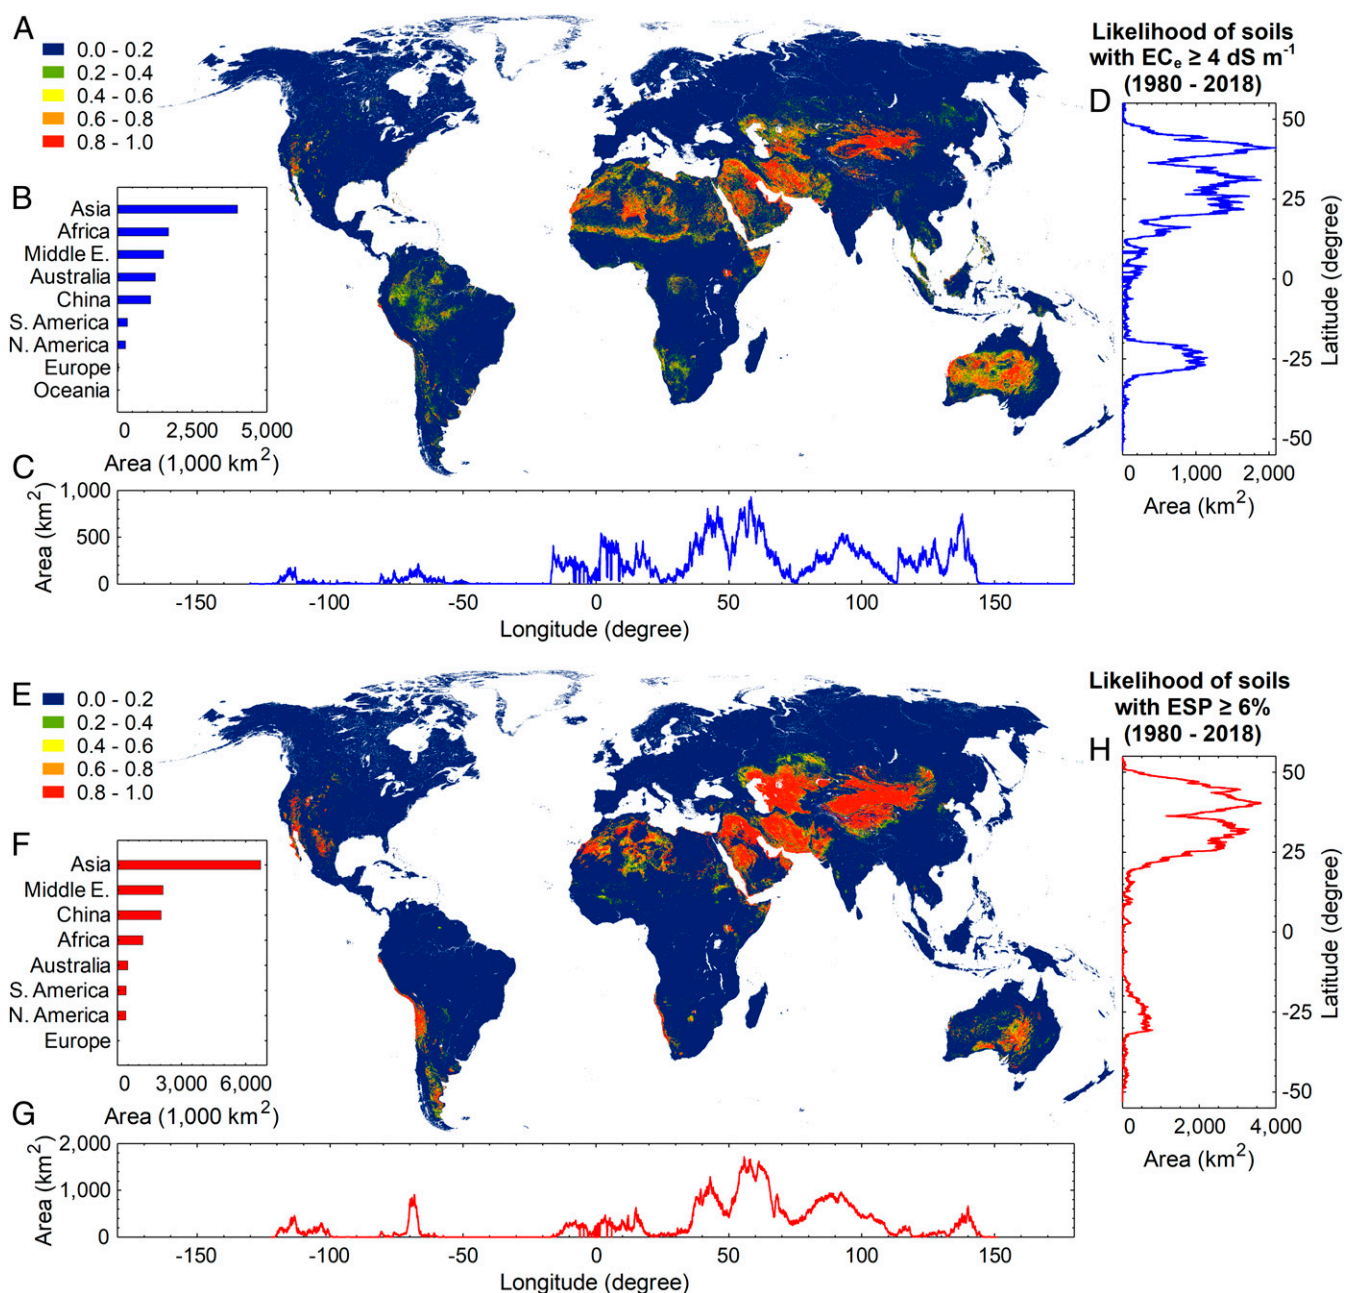 A
0.0 - 0.2
0.2 - 0.4
0.4 - 0.6
0.6 - 0.8
0.8 - 1.0
Likelihood of soils
with ECe ≥ 4 dS m-1
(1980 - 2018)
B
Asia
Africa
Middle E.
Australia
China
S. America
N. America
Europe
Oceania
0 2,500 5,000
Area (1,000 km2)
D
50
25
0
-25
-50
Latitude (degree)
0 1,000 2,000
Area (km2)
C
1,000
500
0
Area (km2)
-150 -100 -50 0 50 100 150
Longitude (degree)
E
0.0 - 0.2
0.2 - 0.4
0.4 - 0.6
0.6 - 0.8
0.8 - 1.0
Likelihood of soils
with ESP ≥ 6%
(1980 - 2018)
F
Asia
Middle E.
China
Africa
Australia
S. America
N. America
Europe
0 3,000 6,000
Area (1,000 km2)
H
50
25
0
-25
-50
Latitude (degree)
0 2,000 4,000
Area (km2)
G
2,000
1,000
0
Area (km2)
-150 -100 -50 0 50 100 150
Longitude (degree)